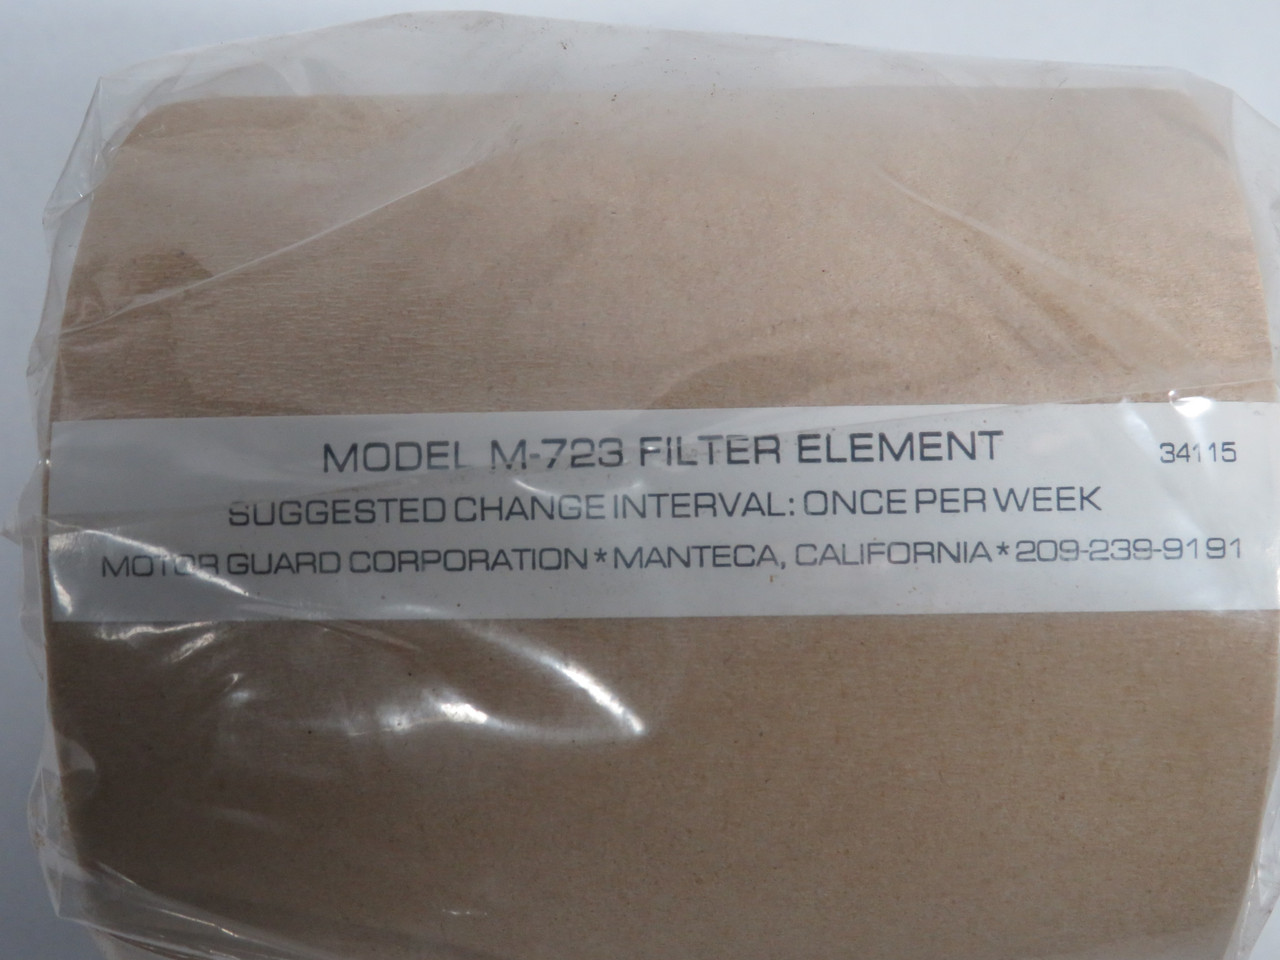 MODEL M-723 FILTER ELEMENT 34115
SUGGESTED CHANGE INTERVAL: ONCE PER WEEK
MOTOR GUARD CORPORATION * MANTECA, CALIFORNIA * 209-239-9191